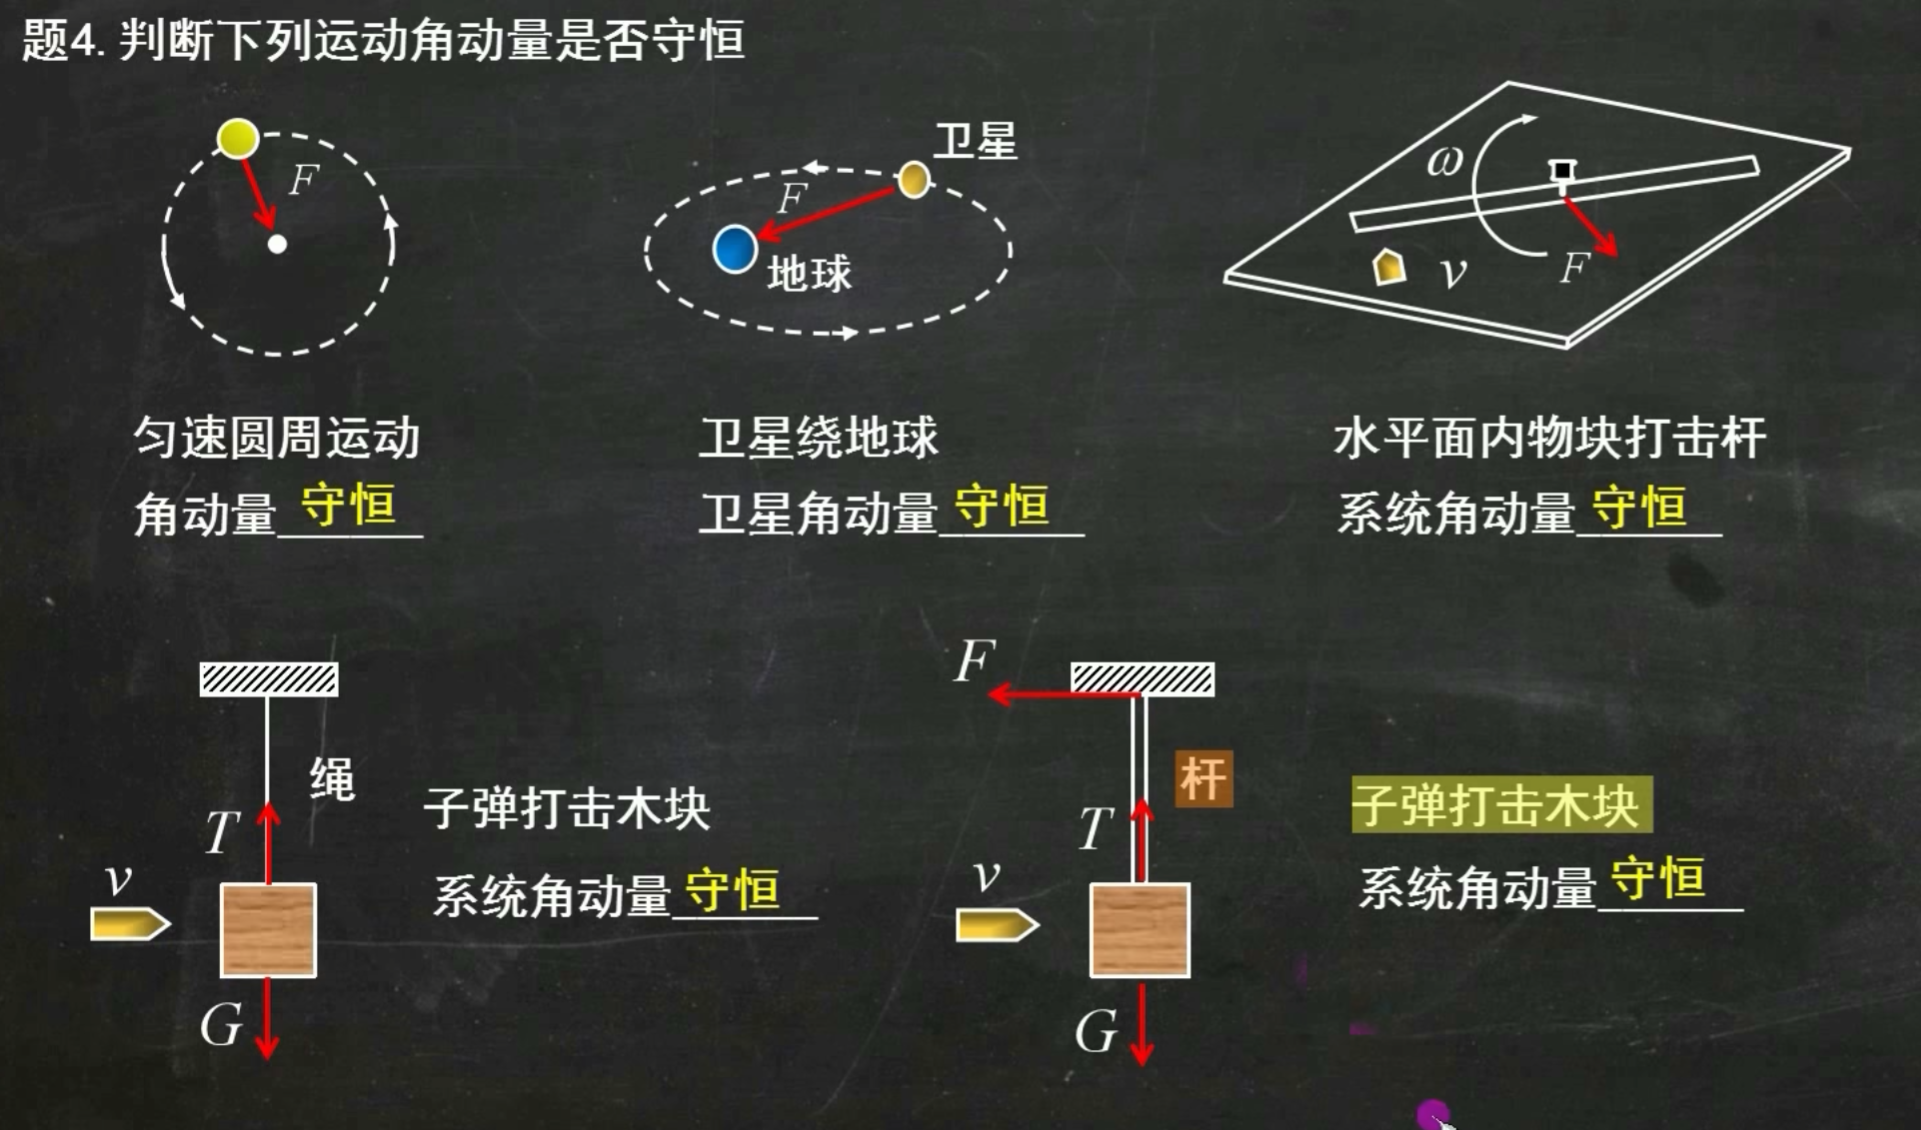 题4. 判断下列运动角动量是否守恒
F
卫星
F
地球
ω
v
F
匀速圆周运动
角动量 守恒
卫星绕地球
卫星角动量 守恒
水平面内物块打击杆
系统角动量 守恒
绳
T
v
G
子弹打击木块
系统角动量 守恒
F
杆
T
v
G
子弹打击木块
系统角动量 守恒